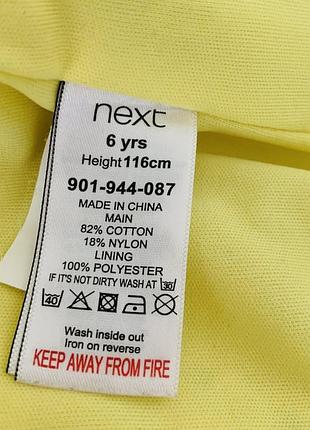 next
6 yrs
Height 116cm
901-944-087
MADE IN CHINA
MAIN
82% COTTON
18% NYLON
LINING
100% POLYESTER
IF IT'S NOT DIRTY WASH AT 30
40
Wash inside out
Iron on reverse
KEEP AWAY FROM FIRE